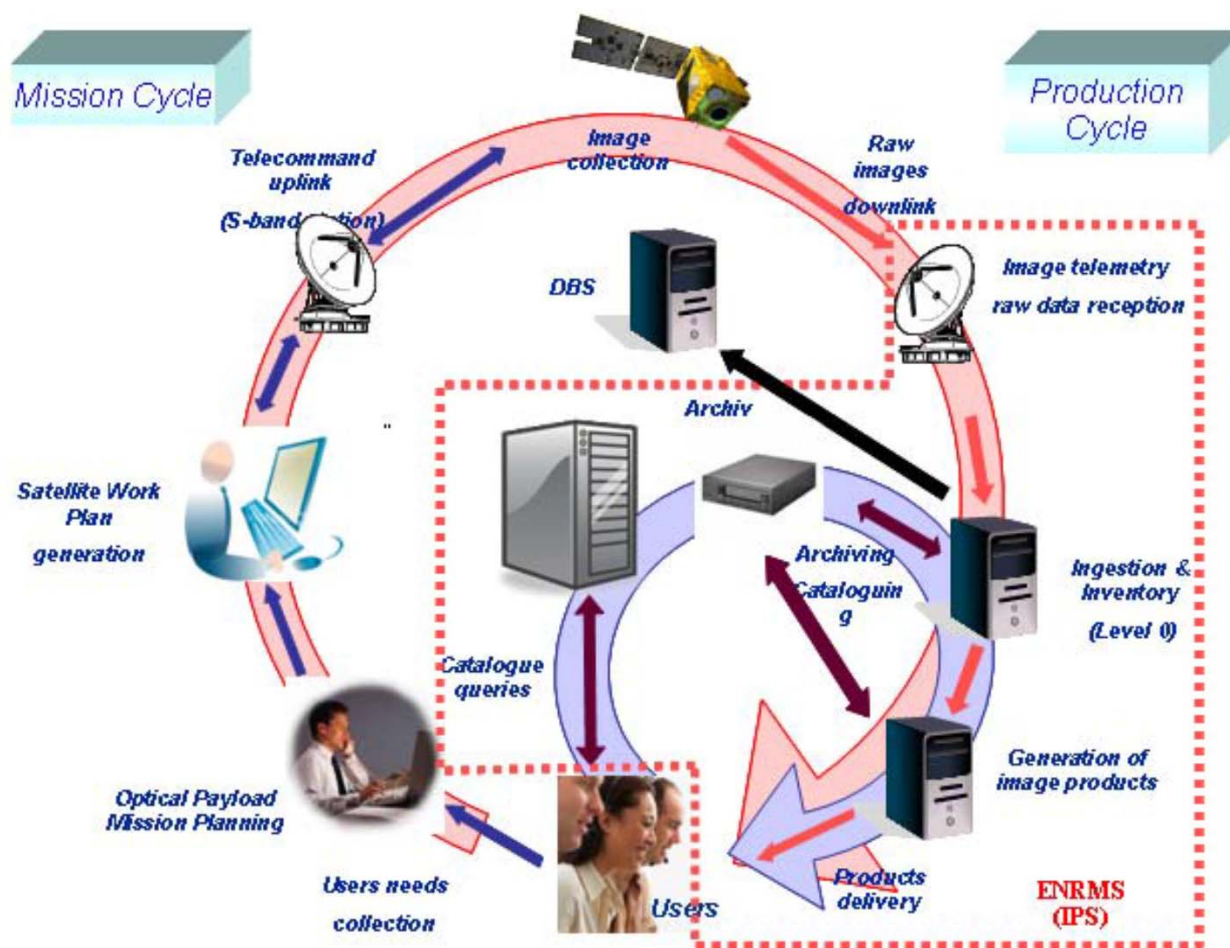 Mission Cycle
Production
Cycle
Image
collection
Telecommand
uplink
Raw
images
downlink
Image telemetry
raw data reception
DBS
Archiv
"
Satellite Work
Plan
generation
Archiving
Cataloguin
g
Ingestion &
Inventory
(Level 0)
Catalogue
queries
Generation of
image products
Optical Payload
Mission Planning
Users needs
collection
Users
Products
delivery
ENRMS
(IPS)
(S-band